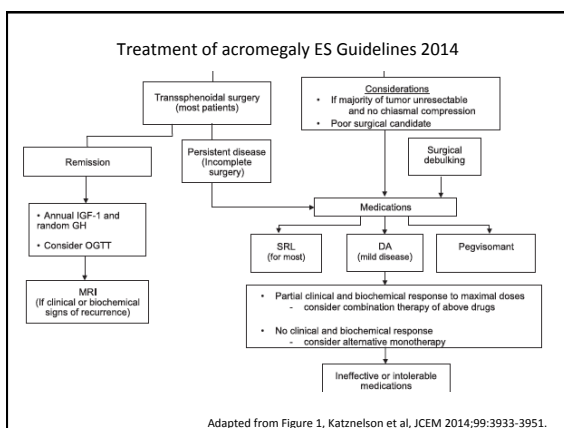 Treatment of acromegaly ES Guidelines 2014
Transsphenoidal surgery
(most patients)
Considerations
• If majority of tumor unresectable
and no chiasmal compression
• Poor surgical candidate
Remission
Persistent disease
(Incomplete
surgery)
Surgical
debulking
• Annual IGF-1 and
random GH
• Consider OGTT
Medications
SRL
(for most)
DA
(mild disease)
Pegvisomant
MRI
(If clinical or biochemical
signs of recurrence)
• Partial clinical and biochemical response to maximal doses
- consider combination therapy of above drugs
• No clinical and biochemical response
- consider alternative monotherapy
Ineffective or intolerable
medications
Adapted from Figure 1, Katznelson et al, JCEM 2014;99:3933-3951.